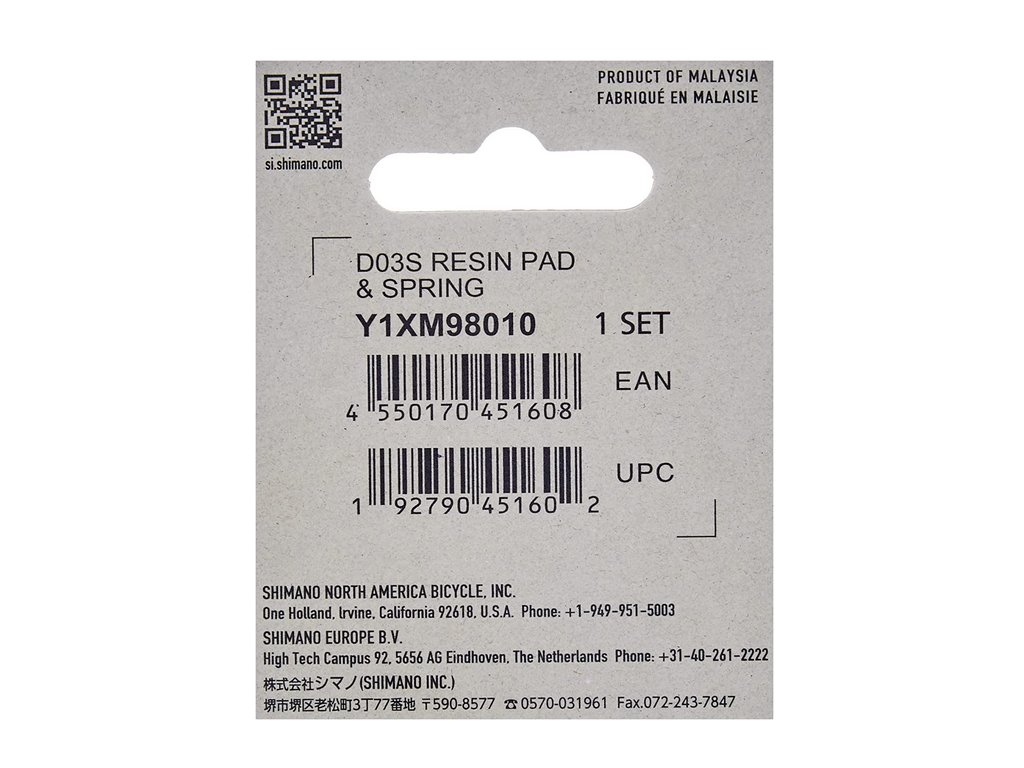 PRODUCT OF MALAYSIA
FABRIQUÉ EN MALAISIE
si.shimano.com
D03S RESIN PAD
& SPRING
Y1XM98010 1 SET
EAN
4 550170 451608
UPC
1 92790 45160 2
SHIMANO NORTH AMERICA BICYCLE, INC.
One Holland, Irvine, California 92618, U.S.A. Phone: +1-949-951-5003
SHIMANO EUROPE B.V.
High Tech Campus 92, 5656 AG Eindhoven, The Netherlands Phone: +31-40-261-2222
株式会社シマノ(SHIMANO INC.)
堺市堺区老松町3丁77番地 〒590-8577 ☎0570-031961 Fax.072-243-7847